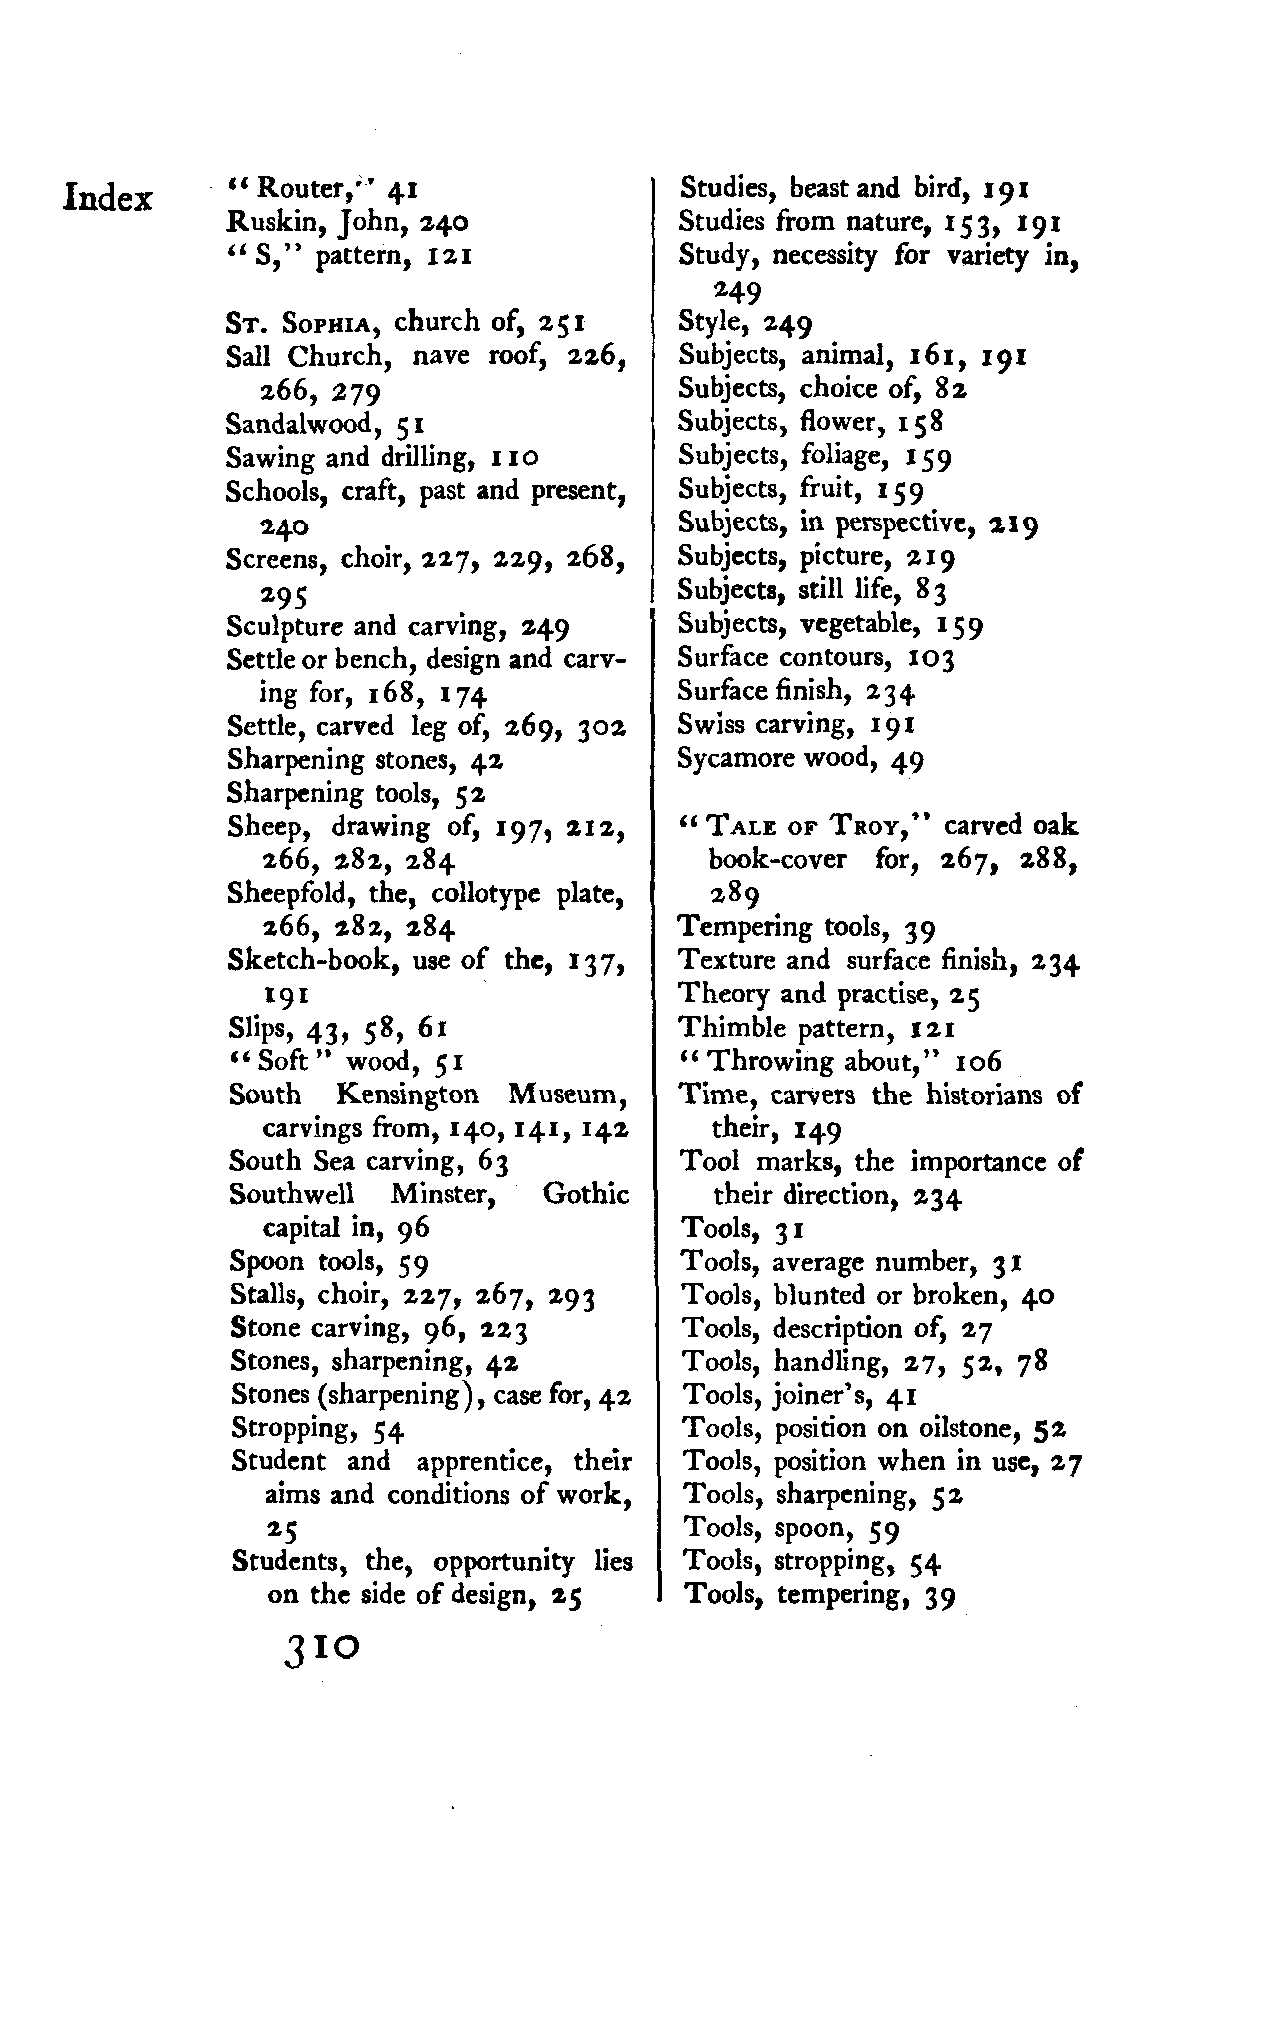 Index
“ Router,” 41
Ruskin, John, 240
“ S,” pattern, 121
St. Sophia, church of, 251
Sall Church, nave roof, 226,
266, 279
Sandalwood, 51
Sawing and drilling, 110
Schools, craft, past and present,
240
Screens, choir, 227, 229, 268,
295
Sculpture and carving, 249
Settle or bench, design and carv-
ing for, 168, 174
Settle, carved leg of, 269, 302
Sharpening stones, 42
Sharpening tools, 52
Sheep, drawing of, 197, 212,
266, 282, 284
Sheepfold, the, collotype plate,
266, 282, 284
Sketch-book, use of the, 137,
191
Slips, 43, 58, 61
“ Soft ” wood, 51
South Kensington Museum,
carvings from, 140, 141, 142
South Sea carving, 63
Southwell Minster, Gothic
capital in, 96
Spoon tools, 59
Stalls, choir, 227, 267, 293
Stone carving, 96, 223
Stones, sharpening, 42
Stones (sharpening), case for, 42
Stropping, 54
Student and apprentice, their
aims and conditions of work,
25
Students, the, opportunity lies
on the side of design, 25
Studies, beast and bird, 191
Studies from nature, 153, 191
Study, necessity for variety in,
249
Style, 249
Subjects, animal, 161, 191
Subjects, choice of, 82
Subjects, flower, 158
Subjects, foliage, 159
Subjects, fruit, 159
Subjects, in perspective, 219
Subjects, picture, 219
Subjects, still life, 83
Subjects, vegetable, 159
Surface contours, 103
Surface finish, 234
Swiss carving, 191
Sycamore wood, 49
“ Tale of Troy,” carved oak
book-cover for, 267, 288,
289
Tempering tools, 39
Texture and surface finish, 234
Theory and practise, 25
Thimble pattern, 121
“ Throwing about,” 106
Time, carvers the historians of
their, 149
Tool marks, the importance of
their direction, 234
Tools, 31
Tools, average number, 31
Tools, blunted or broken, 40
Tools, description of, 27
Tools, handling, 27, 52, 78
Tools, joiner’s, 41
Tools, position on oilstone, 52
Tools, position when in use, 27
Tools, sharpening, 52
Tools, spoon, 59
Tools, stropping, 54
Tools, tempering, 39
310